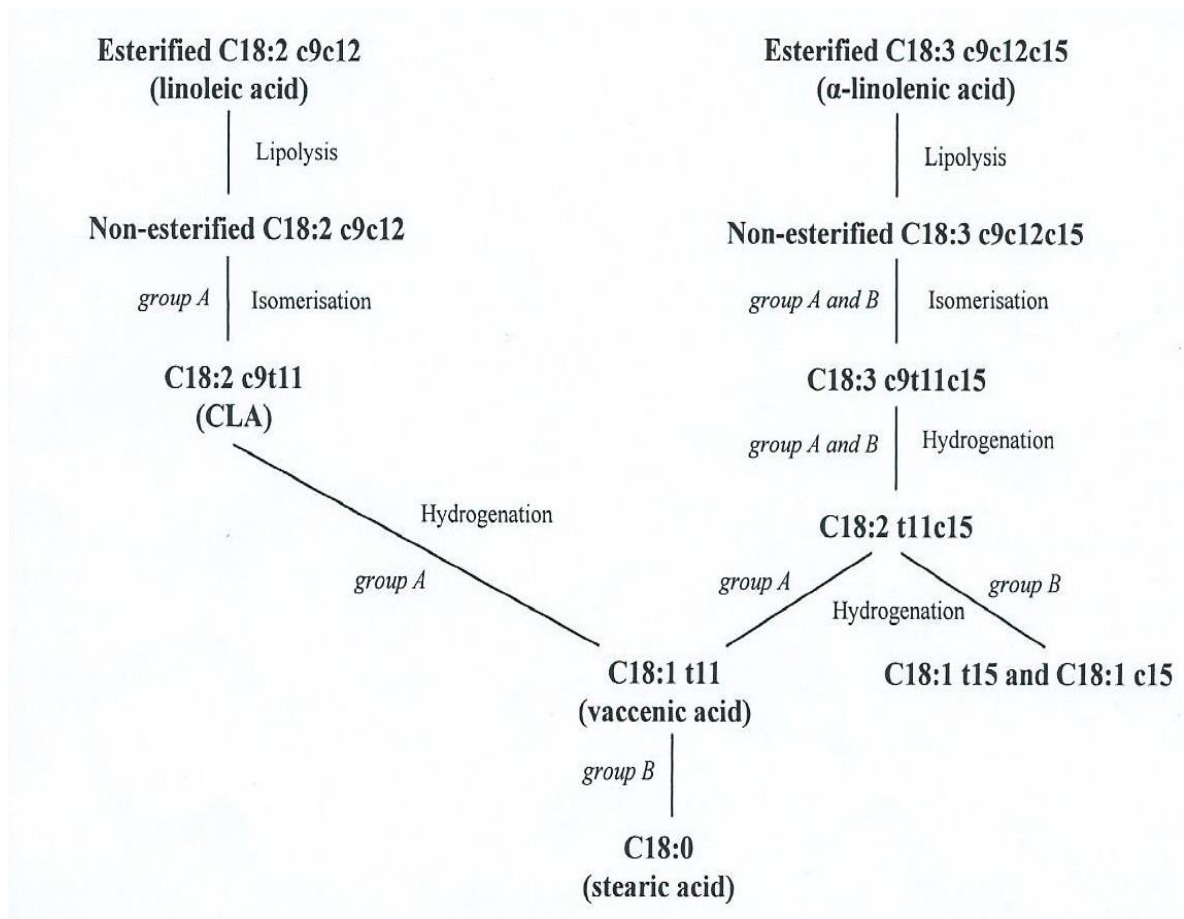 Esterified C18:2 c9c12
(linoleic acid)
Esterified C18:3 c9c12c15
(α-linolenic acid)
Lipolysis
Lipolysis
Non-esterified C18:2 c9c12
Non-esterified C18:3 c9c12c15
group A
Isomerisation
group A and B
Isomerisation
C18:2 c9t11
(CLA)
C18:3 c9t11c15
group A and B
Hydrogenation
Hydrogenation
group A
C18:2 t11c15
group A
Hydrogenation
group B
C18:1 t11
(vaccenic acid)
C18:1 t15 and C18:1 c15
group B
C18:0
(stearic acid)